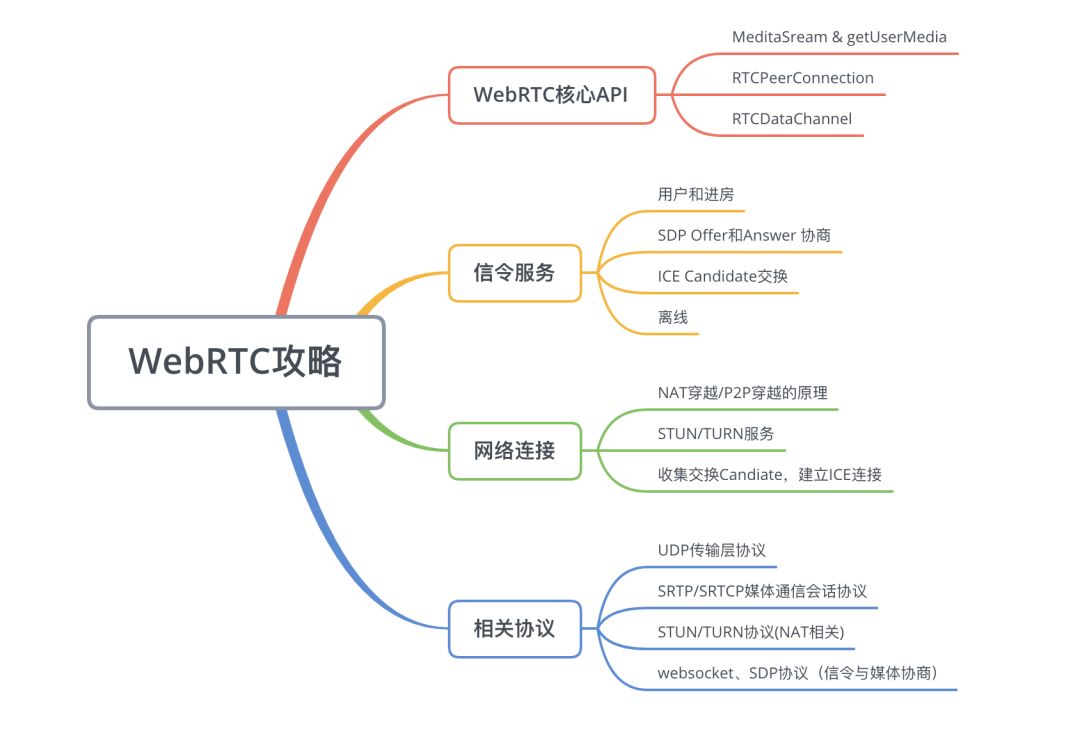 WebRTC攻略
WebRTC核心API
MeditaSream & getUserMedia
RTCPeerConnection
RTCDataChannel
信令服务
用户和进房
SDP Offer和Answer 协商
ICE Candidate交换
离线
网络连接
NAT穿越/P2P穿越的原理
STUN/TURN服务
收集交换Candiate，建立ICE连接
相关协议
UDP传输层协议
SRTP/SRTCP媒体通信会话协议
STUN/TURN协议(NAT相关)
websocket、SDP协议（信令与媒体协商）